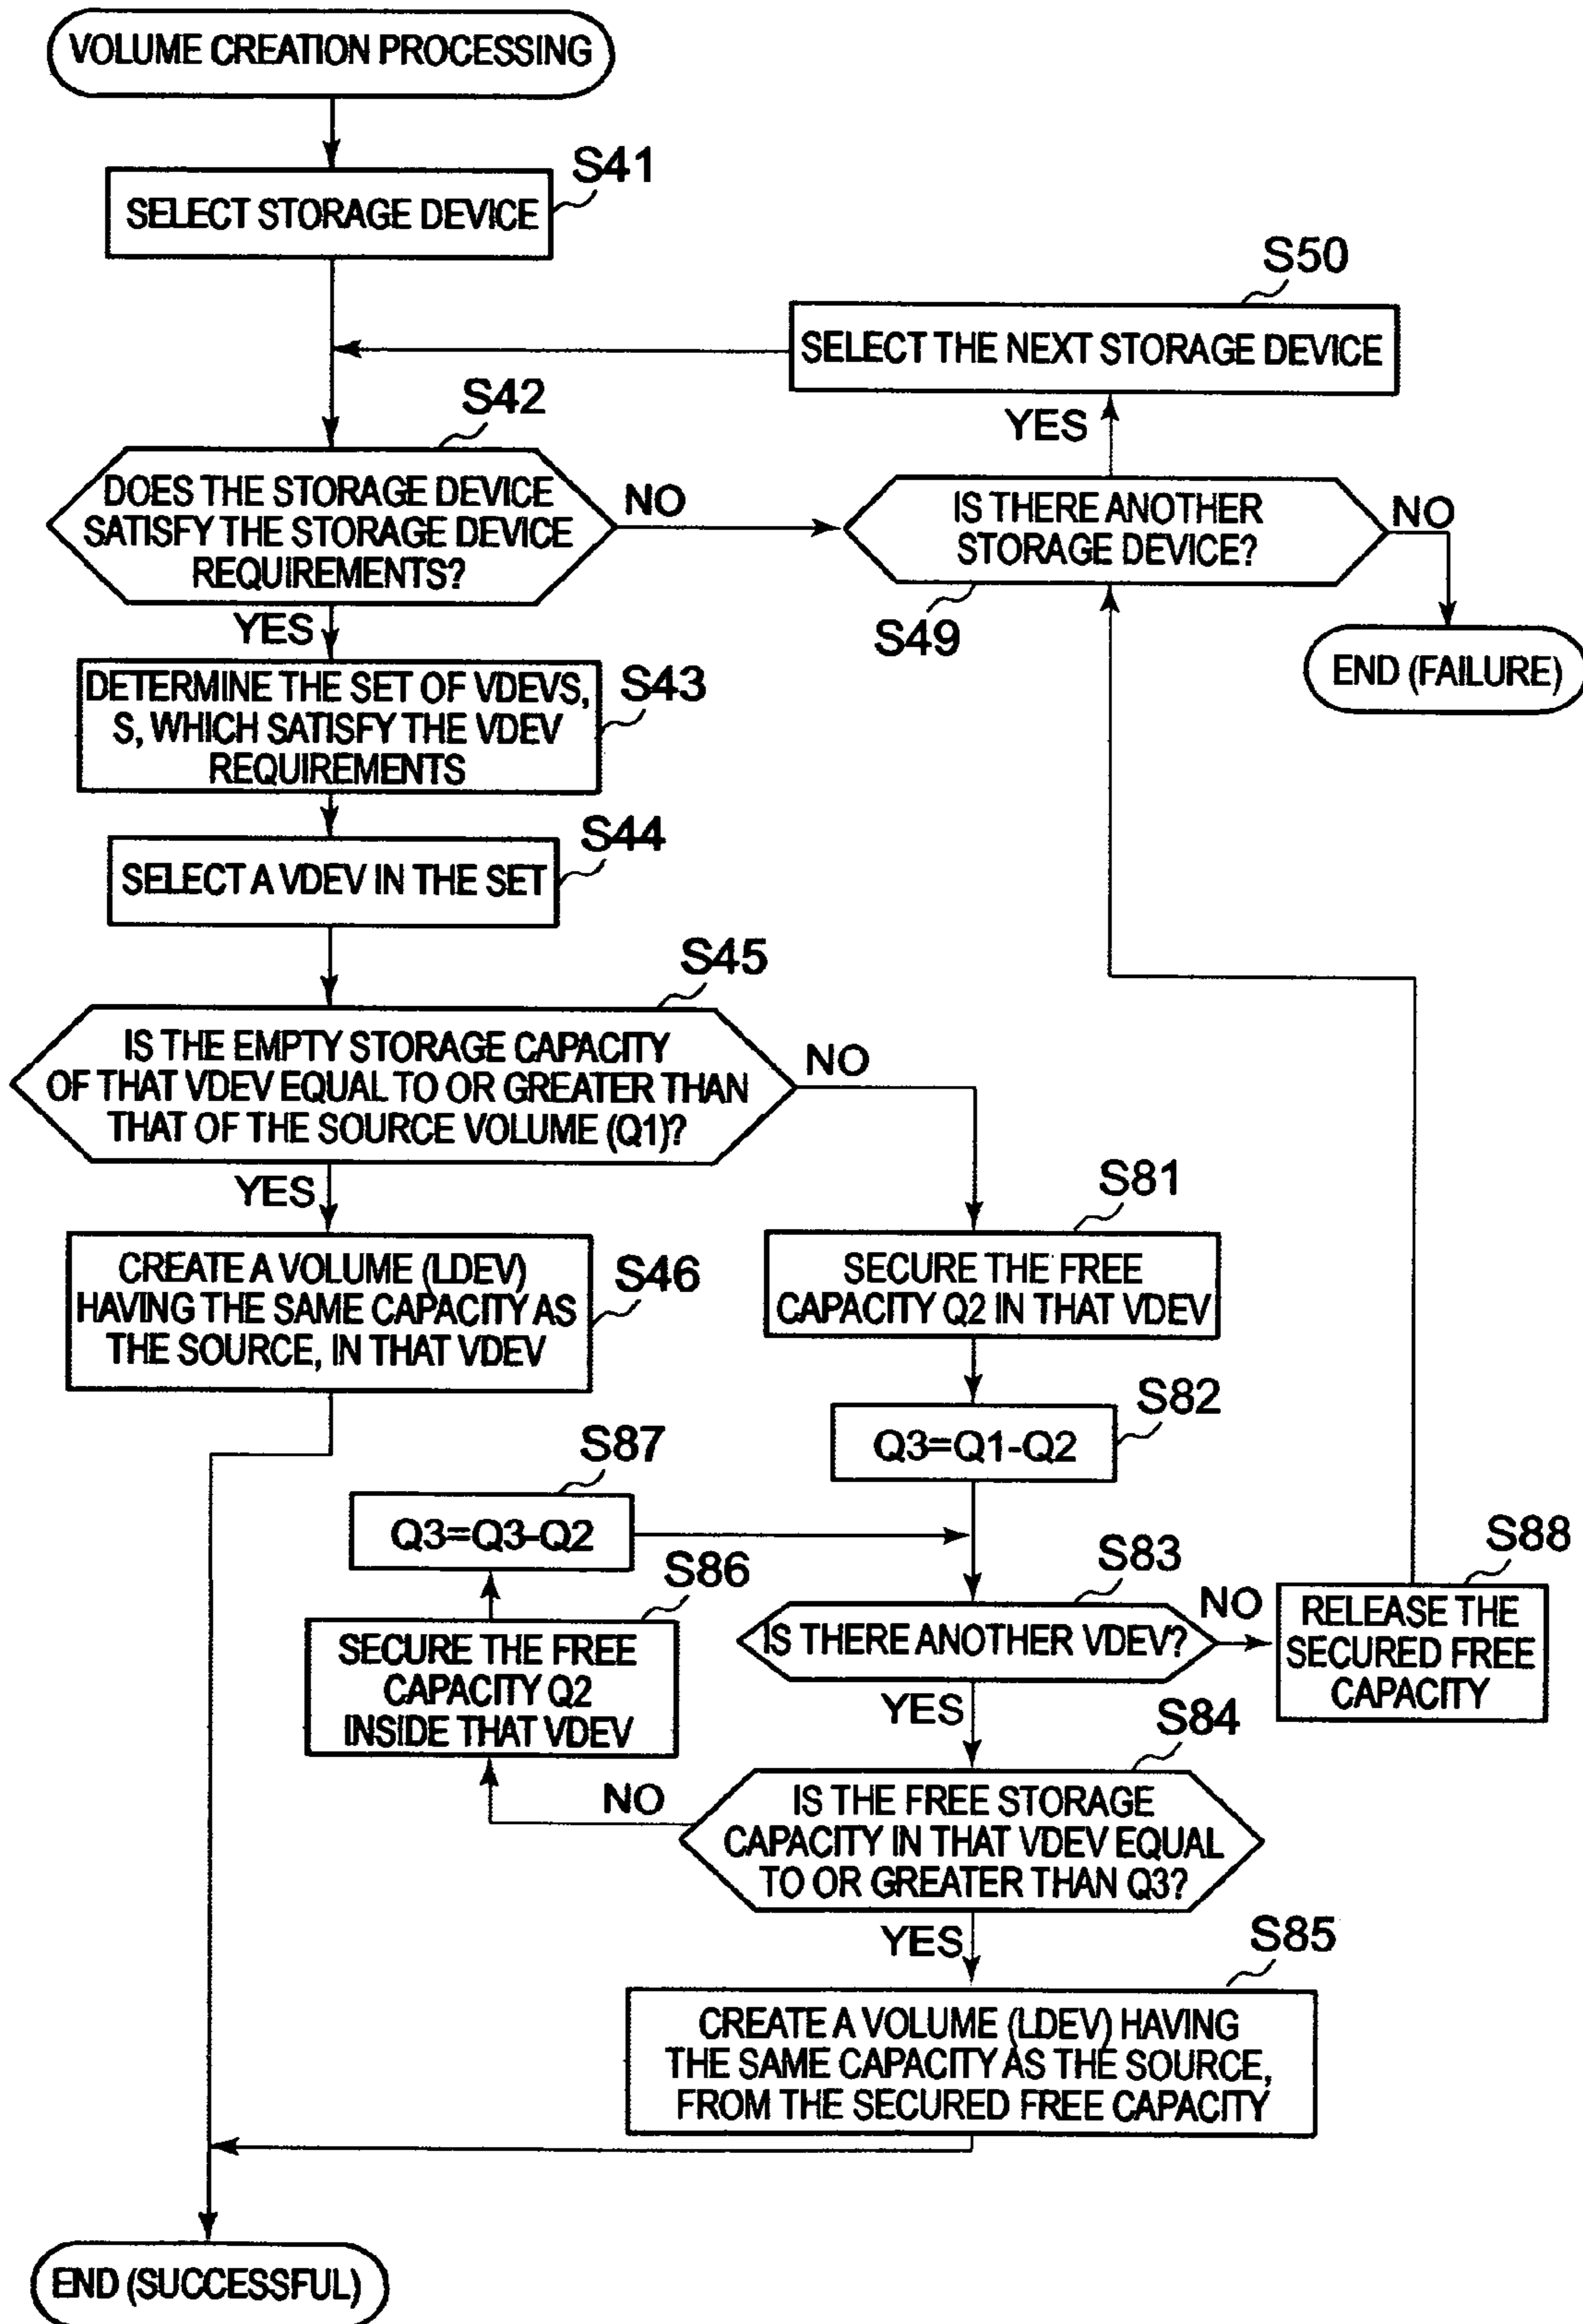 VOLUME CREATION PROCESSING
S41
SELECT STORAGE DEVICE
S50
SELECT THE NEXT STORAGE DEVICE
S42
YES
DOES THE STORAGE DEVICE
SATISFY THE STORAGE DEVICE
REQUIREMENTS?
NO
IS THERE ANOTHER
STORAGE DEVICE?
NO
S49
YES
END (FAILURE)
DETERMINE THE SET OF VDEVS,
S, WHICH SATISFY THE VDEV
REQUIREMENTS
S43
S44
SELECT A VDEV IN THE SET
S45
IS THE EMPTY STORAGE CAPACITY
OF THAT VDEV EQUAL TO OR GREATER THAN
THAT OF THE SOURCE VOLUME (Q1)?
NO
YES
S81
CREATE A VOLUME (LDEV)
HAVING THE SAME CAPACITY AS
THE SOURCE, IN THAT VDEV
S46
SECURE THE FREE
CAPACITY Q2 IN THAT VDEV
S82
Q3=Q1-Q2
S87
Q3=Q3-Q2
S86
SECURE THE FREE
CAPACITY Q2
INSIDE THAT VDEV
S83
IS THERE ANOTHER VDEV?
NO
S88
RELEASE THE
SECURED FREE
CAPACITY
YES
S84
NO
IS THE FREE STORAGE
CAPACITY IN THAT VDEV EQUAL
TO OR GREATER THAN Q3?
YES
S85
CREATE A VOLUME (LDEV) HAVING
THE SAME CAPACITY AS THE SOURCE,
FROM THE SECURED FREE CAPACITY
END (SUCCESSFUL)